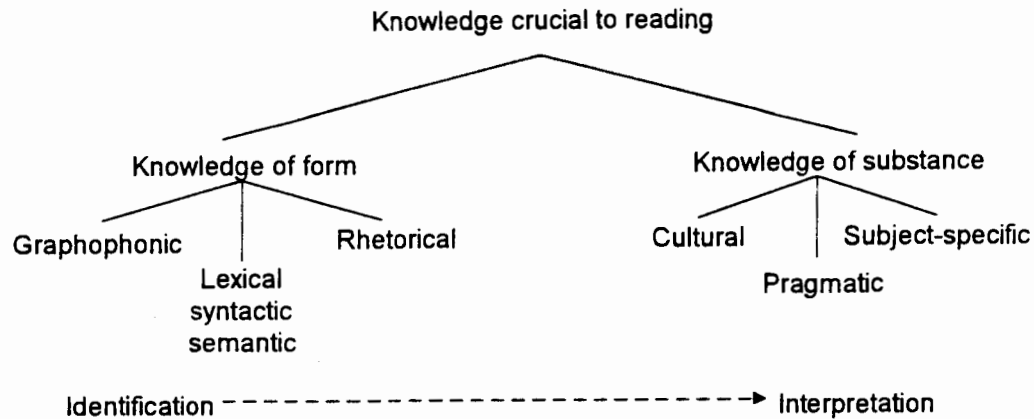 Knowledge crucial to reading
Knowledge of form
Knowledge of substance
Graphophonic
Rhetorical
Cultural
Subject-specific
Lexical
syntactic
semantic
Pragmatic
Identification
Interpretation